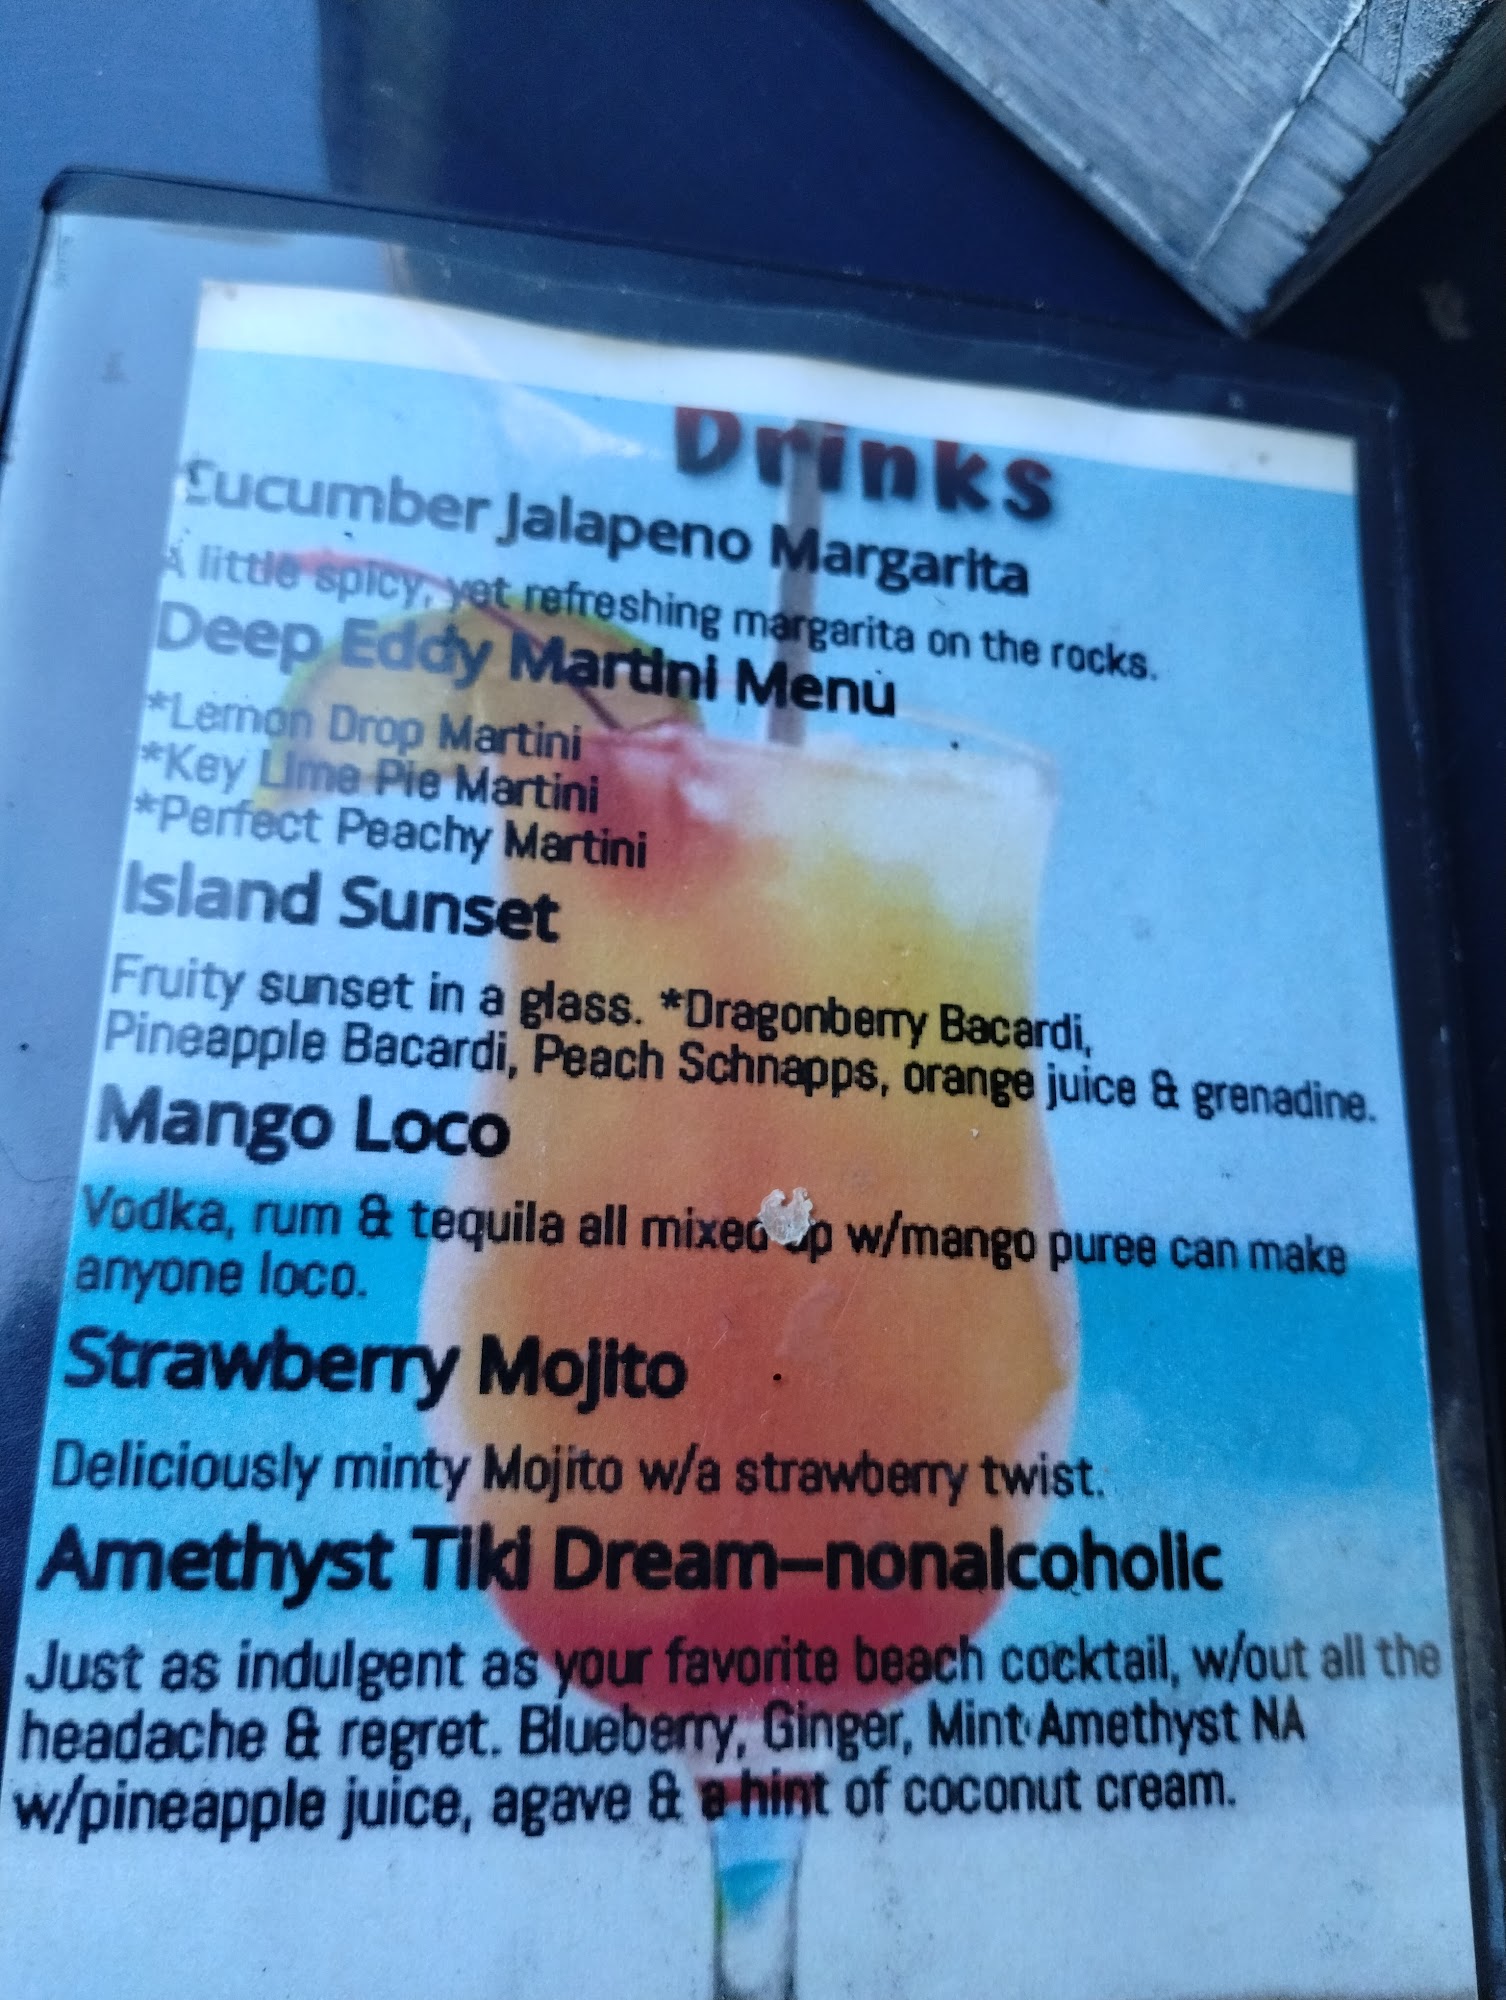 Drinks
Cucumber Jalapeno Margarita
A little spicy, yet refreshing margarita on the rocks.
Deep Eddy Martini Menu
*Lemon Drop Martini
*Key Lime Pie Martini
*Perfect Peachy Martini
Island Sunset
Fruity sunset in a glass. *Dragonberry Bacardi,
Pineapple Bacardi, Peach Schnapps, orange juice & grenadine.
Mango Loco
Vodka, rum & tequila all mixed up w/mango puree can make
anyone loco.
Strawberry Mojito
Deliciously minty Mojito w/a strawberry twist.
Amethyst Tiki Dream—nonalcoholic
Just as indulgent as your favorite beach cocktail, w/out all the
headache & regret. Blueberry, Ginger, Mint Amethyst NA
w/pineapple juice, agave & a hint of coconut cream.